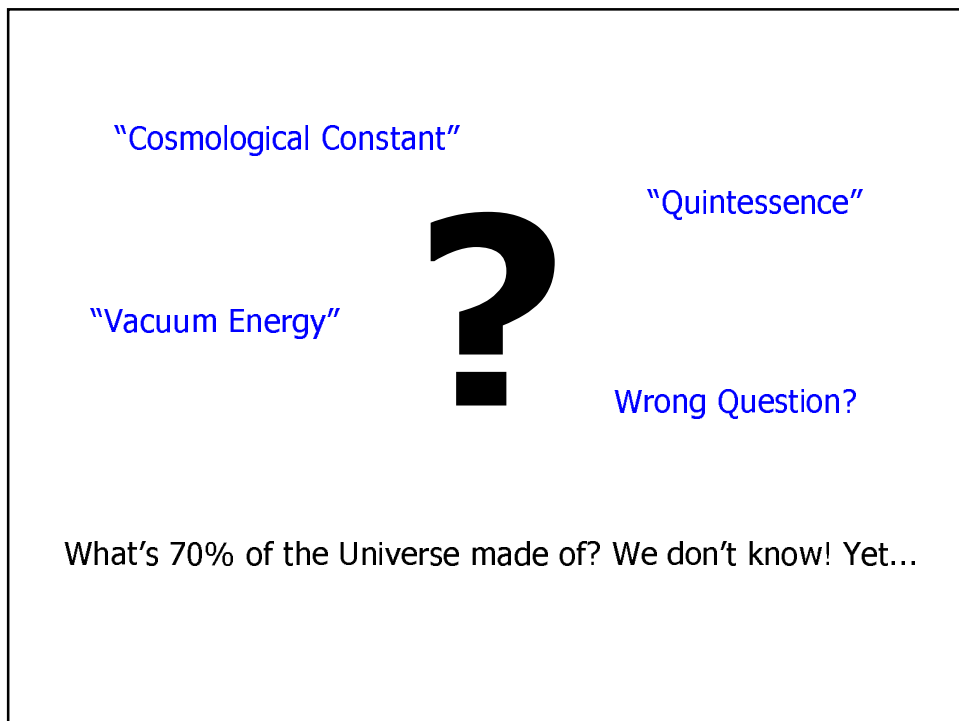 “Cosmological Constant”
“Quintessence”
?
“Vacuum Energy”
Wrong Question?
What’s 70% of the Universe made of? We don’t know! Yet...